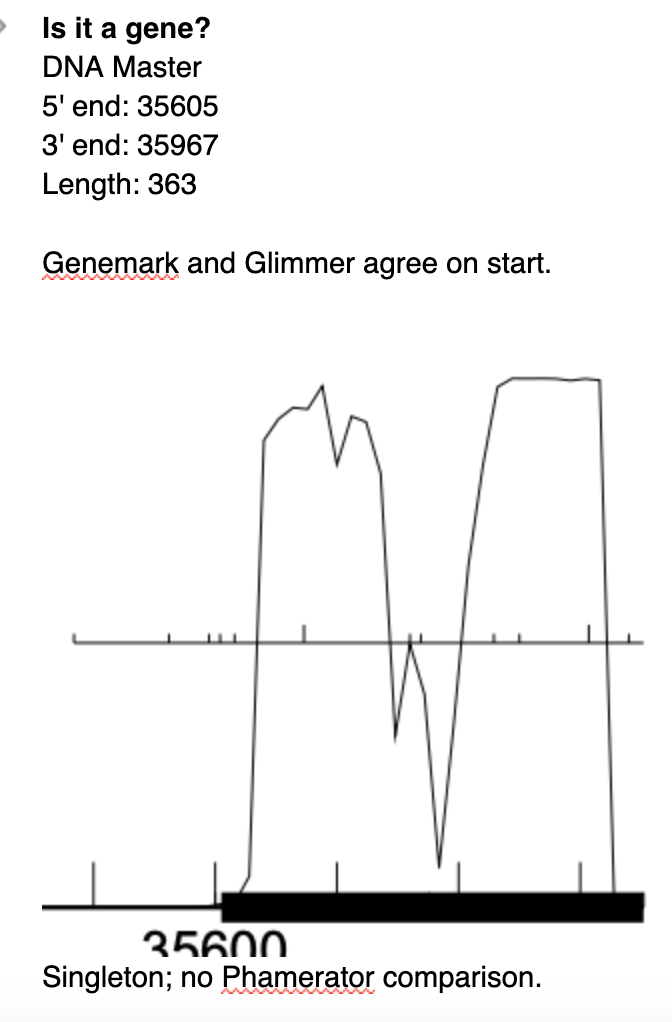 Is it a gene?
DNA Master
5' end: 35605
3' end: 35967
Length: 363
Genemark and Glimmer agree on start.
35600
Singleton; no Phamerator comparison.